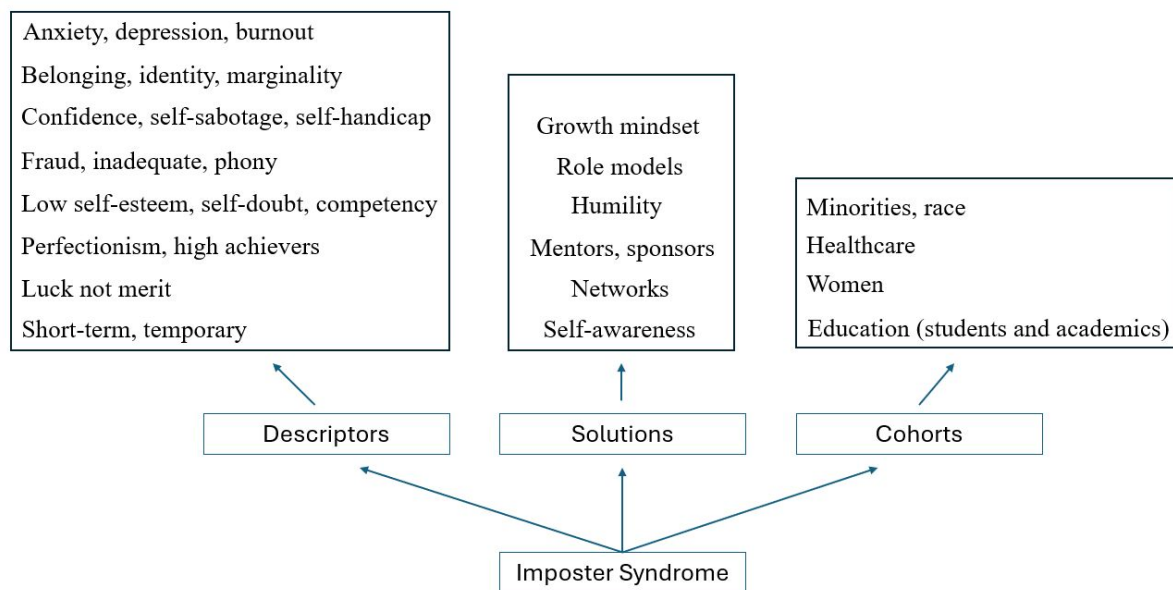 Anxiety, depression, burnout
Belonging, identity, marginality
Confidence, self-sabotage, self-handicap
Fraud, inadequate, phony
Low self-esteem, self-doubt, competency
Perfectionism, high achievers
Luck not merit
Short-term, temporary
Growth mindset
Role models
Humility
Mentors, sponsors
Networks
Self-awareness
Minorities, race
Healthcare
Women
Education (students and academics)
Descriptors
Solutions
Cohorts
Imposter Syndrome